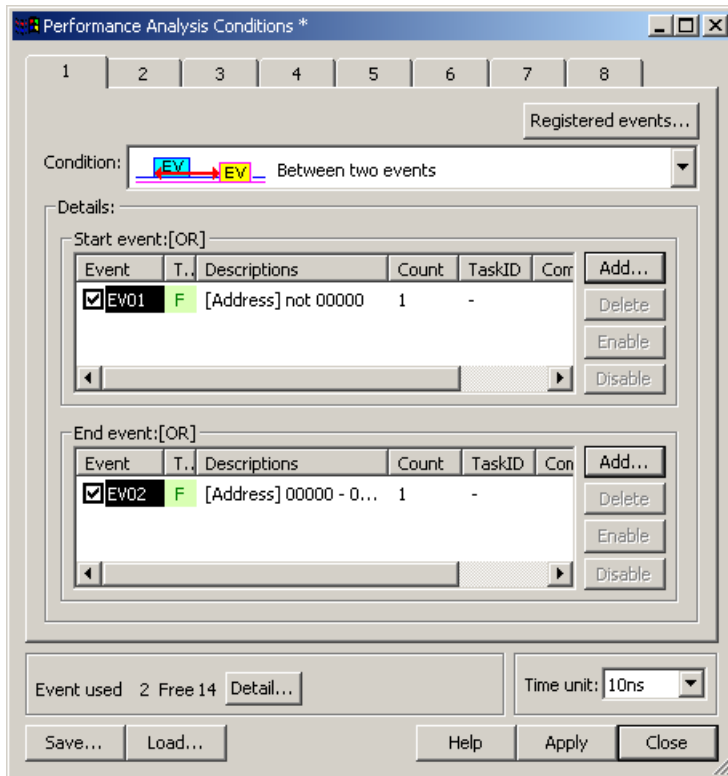 Performance Analysis Conditions *
1 2 3 4 5 6 7 8
Registered events...
Condition: EV EV Between two events
Details:
Start event:[OR]
Event T.. Descriptions Count TaskID Com
EV01 F [Address] not 00000 1 -
Add...
Delete
Enable
Disable
End event:[OR]
Event T.. Descriptions Count TaskID Con
EV02 F [Address] 00000 - 0... 1 -
Add...
Delete
Enable
Disable
Event used 2 Free 14 Detail...
Time unit: 10ns
Save... Load... Help Apply Close